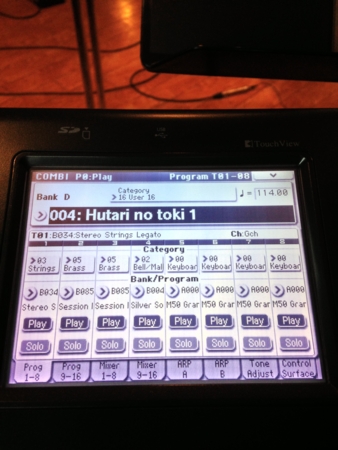 TouchView
COMBI P0:Play Program T01-08
Bank D Category ♩ = 114.00
16 User 16
004: Hutari no toki 1
T01:B034:Stereo Strings Legato Ch:Gch
1 2 3 4 5 6 7 8
Category
03 05 05 02 00 00 00 00
Strings Brass Brass Bell/Mal Keyboar Keyboar Keyboar Keyboar
Bank/Program
B034 B085 B085 B004 A000 A000 A000 A000
Stereo S Session Session Silver So M50 Grar M50 Grar M50 Grar M50 Grar
Play Play Play Play Play Play Play Play
Solo Solo Solo Solo Solo Solo Solo Solo
Prog Prog Mixer Mixer ARP ARP Tone Control
1-8 9-16 1-8 9-16 A B Adjust Surface